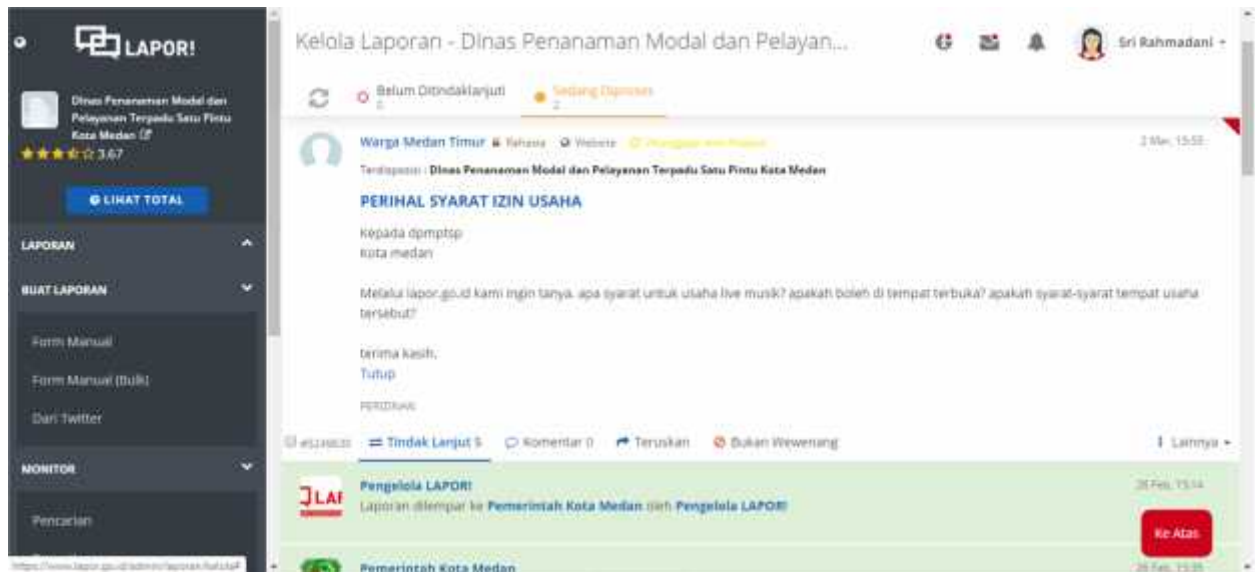 LAPOR!
Kelola Laporan - Dinas Penanaman Modal dan Pelayan...
Sri Rahmadani
Dinas Penanaman Modal dan
Pelayanan Terpadu Satu Pintu
Kota Medan
3.67
LIHAT TOTAL
LAPORAN
BUAT LAPORAN
Form Manual
Form Manual (Bulk)
Dari Twitter
MONITOR
Pencarian
Belum Ditindaklanjuti
0
Sedang Diproses
2
Warga Medan Timur Rahasia Website
2 Mar, 15:55
Terdisposisi : Dinas Penanaman Modal dan Pelayanan Terpadu Satu Pintu Kota Medan
PERIHAL SYARAT IZIN USAHA
Kepada dpmptsp
Kota medan
Melalui lapor.go.id kami ingin tanya. apa syarat untuk usaha live musik? apakah boleh di tempat terbuka? apakah syarat-syarat tempat usaha
tersebut?
terima kasih.
Tutup
PERIZINAN
Tindak Lanjut 5 Komentar 0 Teruskan Bukan Wewenang Lainnya
Pengelola LAPOR!
Laporan dilempar ke Pemerintah Kota Medan oleh Pengelola LAPOR!
Ke Atas
Pemerintah Kota Medan